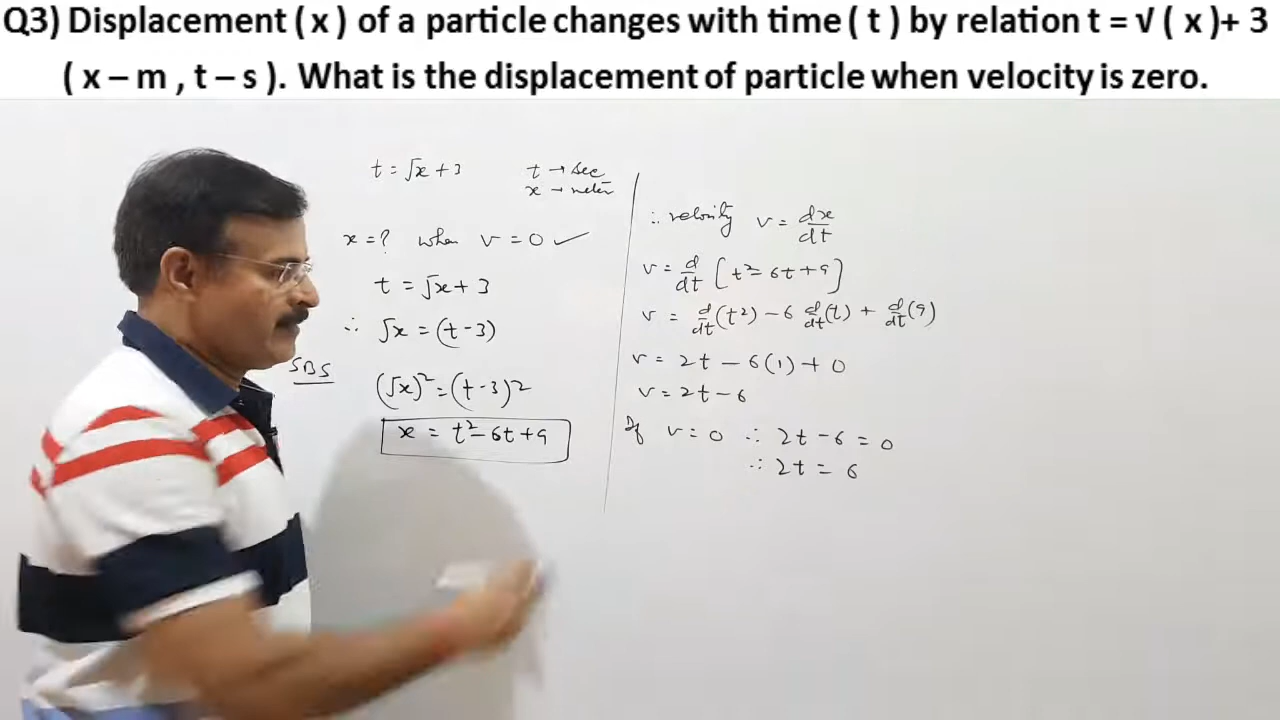 Q3) Displacement ( x ) of a particle changes with time ( t ) by relation t = √ ( x )+ 3
( x – m , t – s ). What is the displacement of particle when velocity is zero.
t = √x + 3
t → sec
x → meter
x = ? when v = 0 ✓
t = √x + 3
∴ √x = (t - 3)
SBS
(√x)² = (t - 3)²
x = t² - 6t + 9
∴ velocity v = dx/dt
v = d/dt [t² - 6t + 9]
v = d/dt (t²) - 6 d/dt (t) + d/dt (9)
v = 2t - 6(1) + 0
v = 2t - 6
If v = 0 ∴ 2t - 6 = 0
∴ 2t = 6